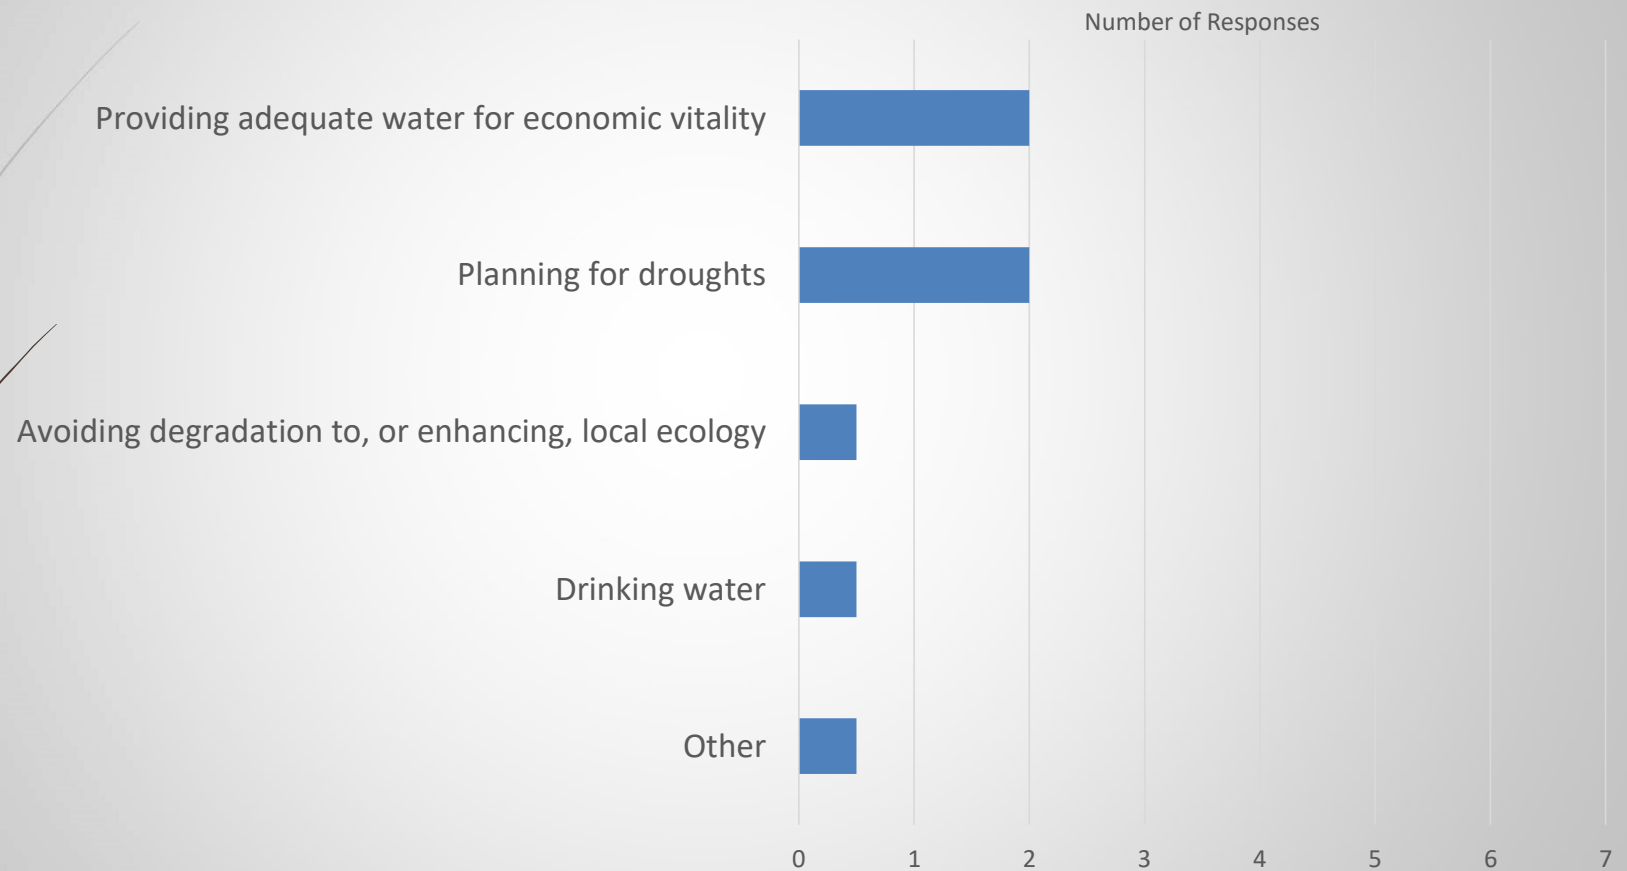 Number of Responses
Providing adequate water for economic vitality
Planning for droughts
Avoiding degradation to, or enhancing, local ecology
Drinking water
Other
0 1 2 3 4 5 6 7